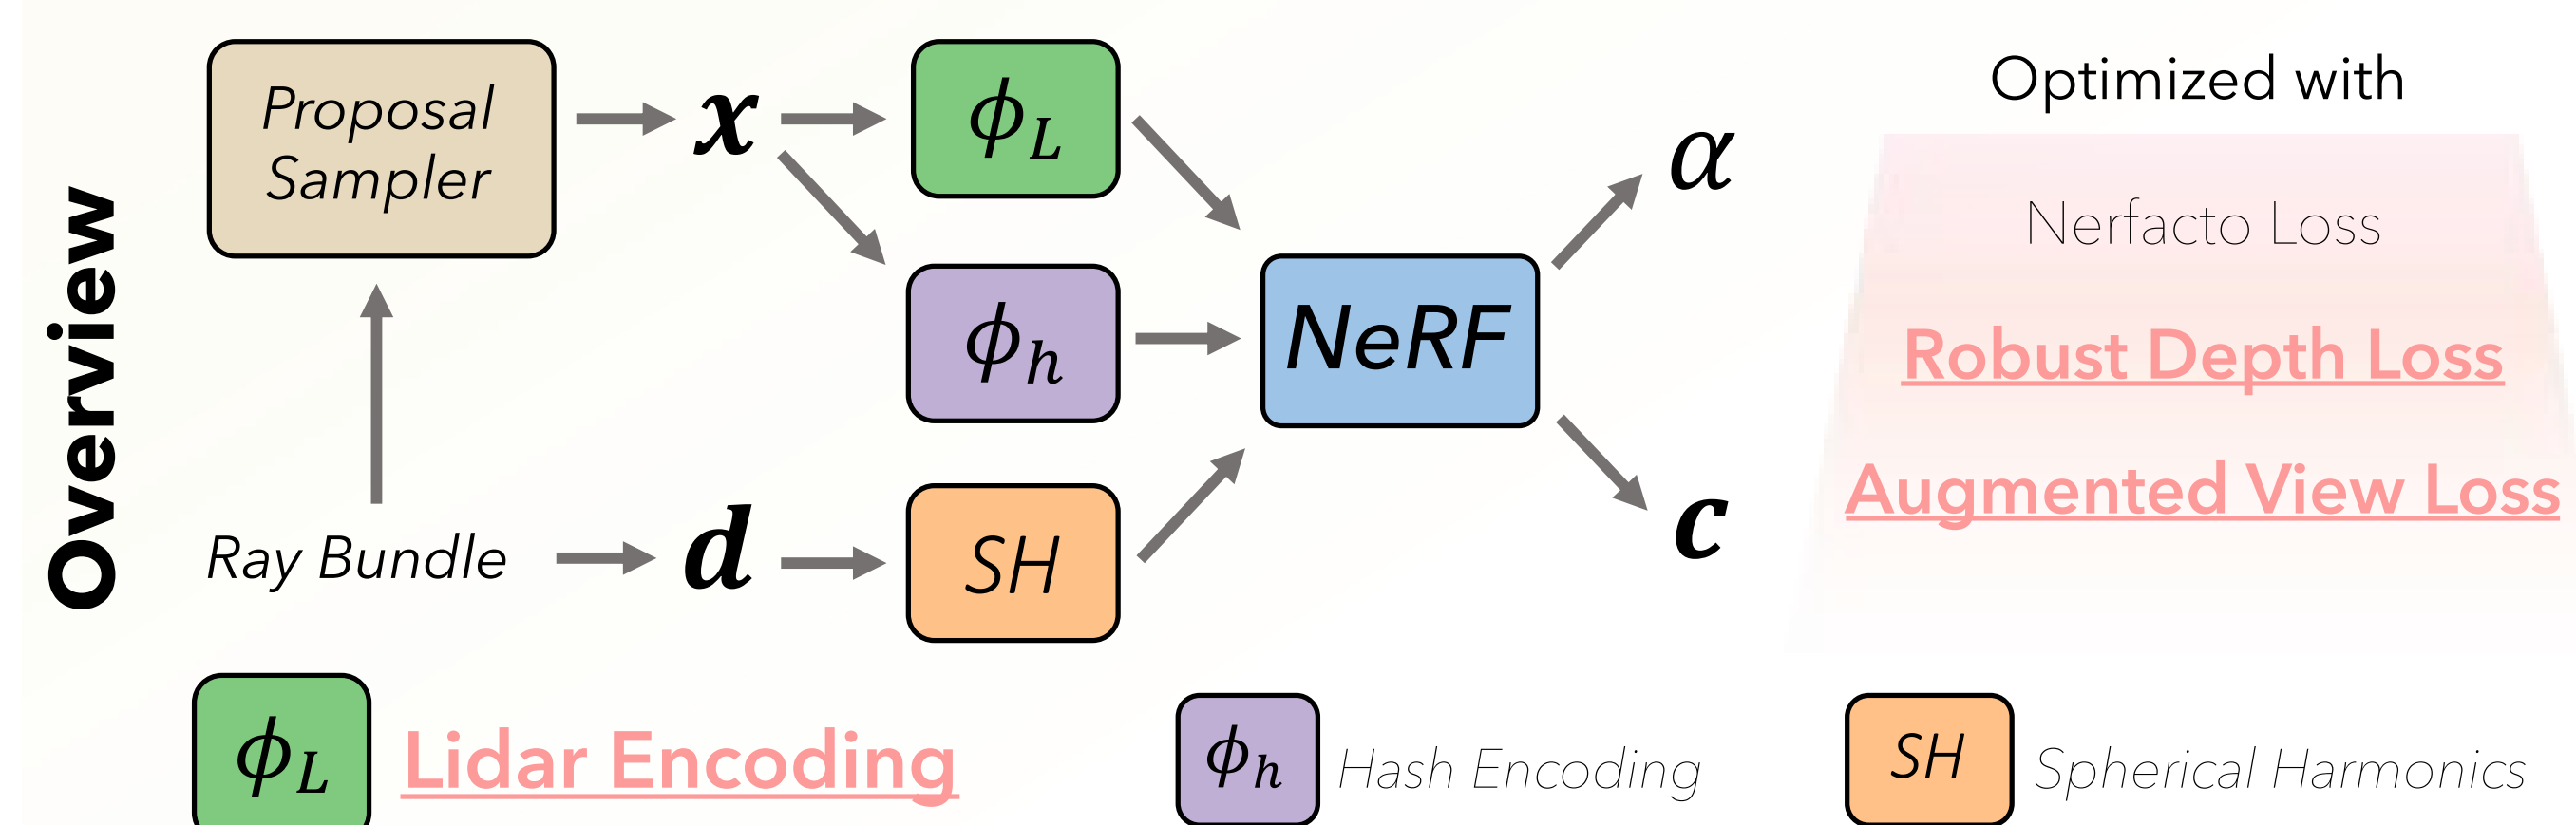 Overview
Proposal
Sampler
x
ϕL
α
Optimized with
Nerfacto Loss
ϕh
NeRF
Robust Depth Loss
Augmented View Loss
Ray Bundle
d
SH
c
ϕL Lidar Encoding
ϕh Hash Encoding
SH Spherical Harmonics